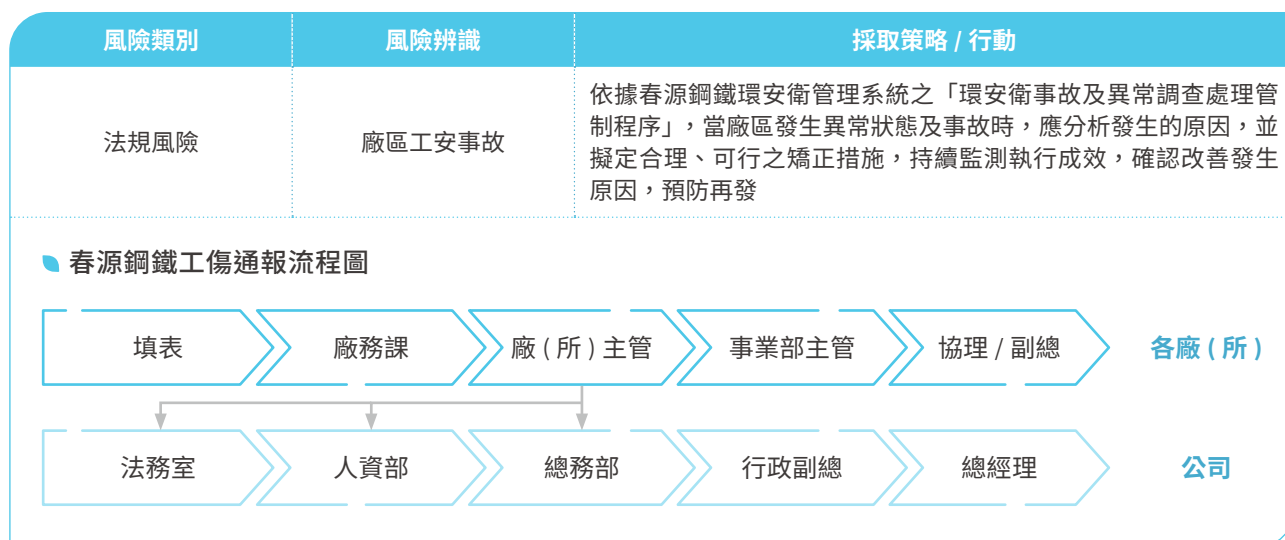 風險類別
風險辨識
採取策略 / 行動
法規風險
廠區工安事故
依據春源鋼鐵環安衛管理系統之「環安衛事故及異常調查處理管
制程序」，當廠區發生異常狀態及事故時，應分析發生的原因，並
擬定合理、可行之矯正措施，持續監測執行成效，確認改善發生
原因，預防再發
春源鋼鐵工傷通報流程圖
填表
廠務課
廠 ( 所 ) 主管
事業部主管
協理 / 副總
各廠 ( 所 )
法務室
人資部
總務部
行政副總
總經理
公司